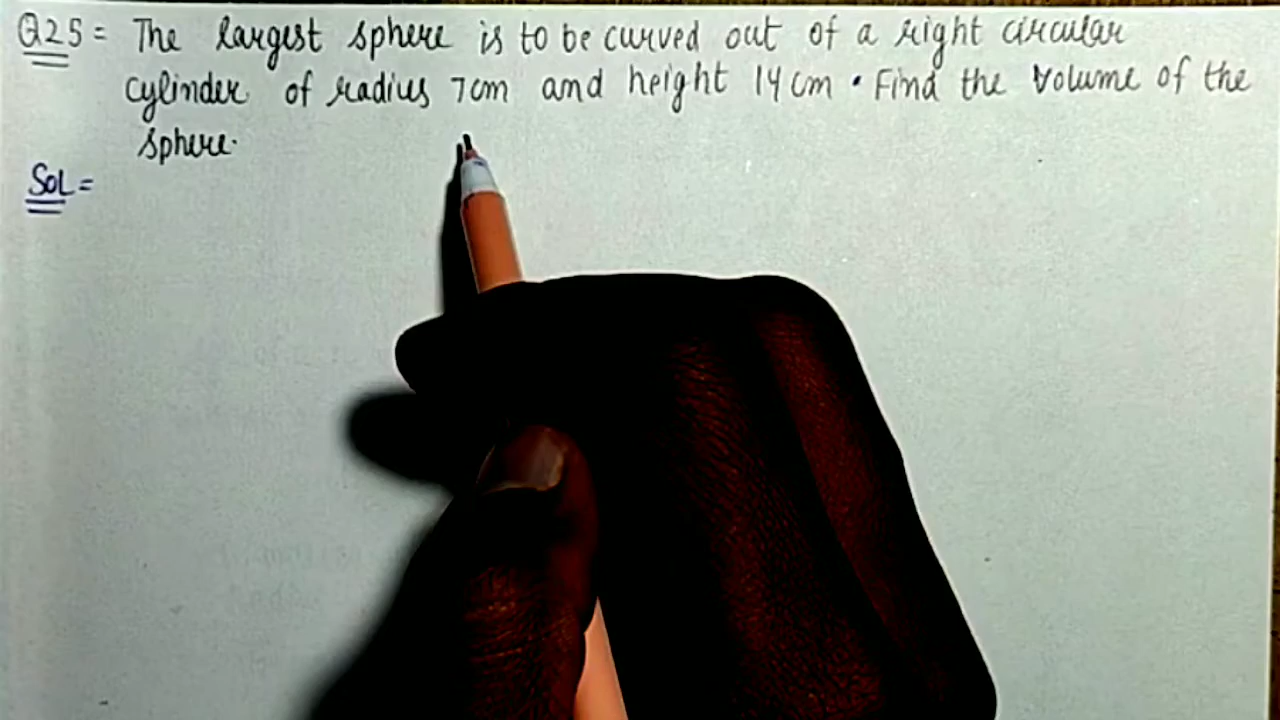 Q25= The largest sphere is to be curved out of a right circular
cylinder of radius 7cm and height 14cm. Find the volume of the
sphere.
SOL=